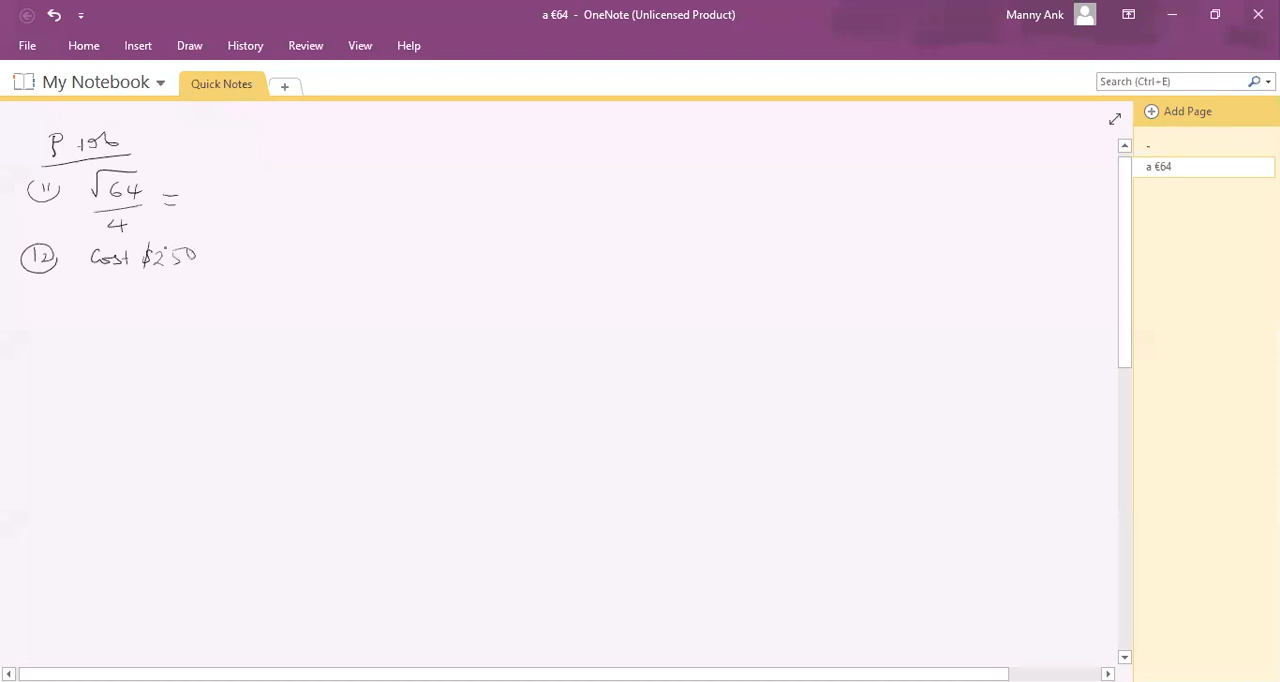 a €64 - OneNote (Unlicensed Product)
Manny Ank
File Home Insert Draw History Review View Help
My Notebook
Quick Notes
+
Search (Ctrl+E)
Add Page
-
a €64
P 196
(11) √64 / 4 =
(12) Cost $2.50